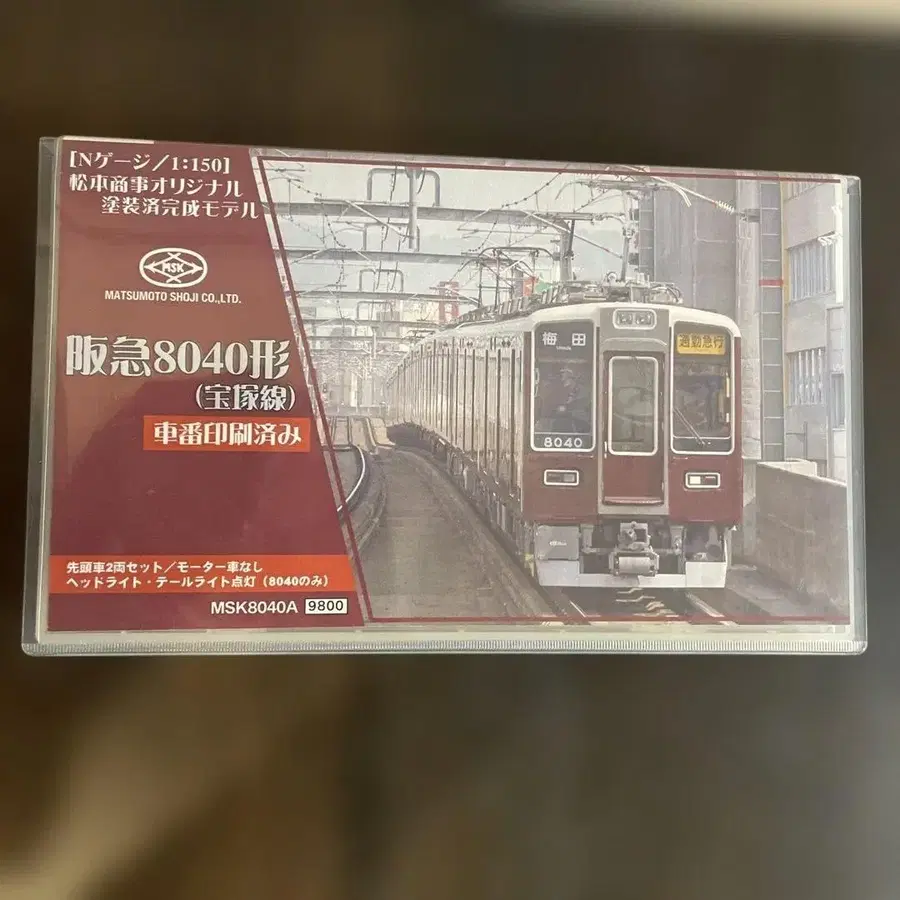 [Nゲージ/1:150]
松本商事オリジナル
塗装済完成モデル
MSK
MATSUMOTO SHOJI CO.,LTD.
阪急8040形
(宝塚線)
車番印刷済み
先頭車2両セット/モーター車なし
ヘッドライト・テールライト点灯(8040のみ)
MSK8040A 9800
梅田
通勤急行
8040